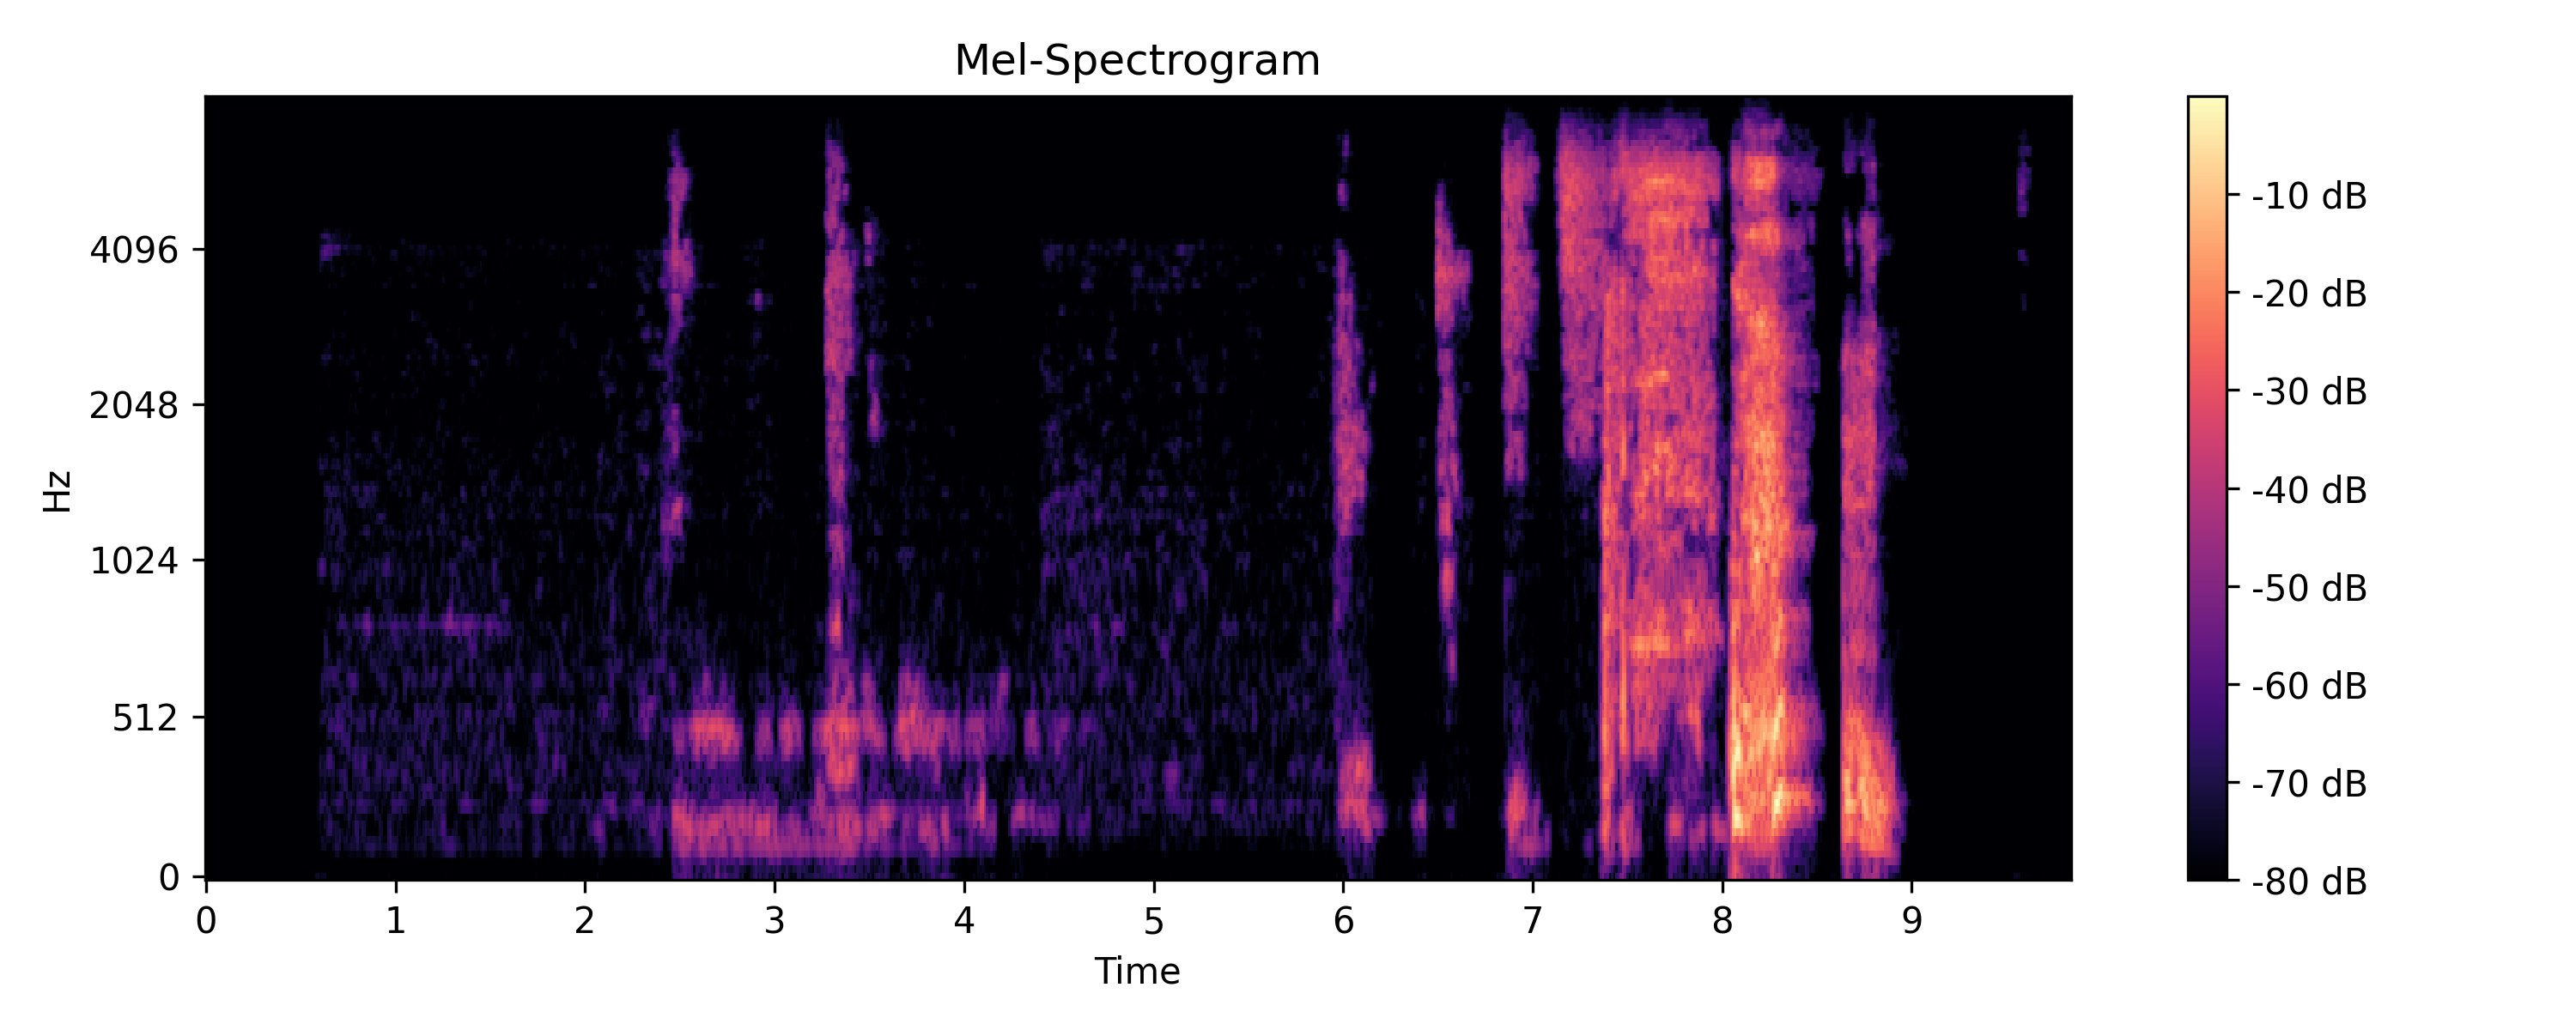 Mel-Spectrogram
Hz
4096
2048
1024
512
0
0 1 2 3 4 5 6 7 8 9
Time
-10 dB
-20 dB
-30 dB
-40 dB
-50 dB
-60 dB
-70 dB
-80 dB